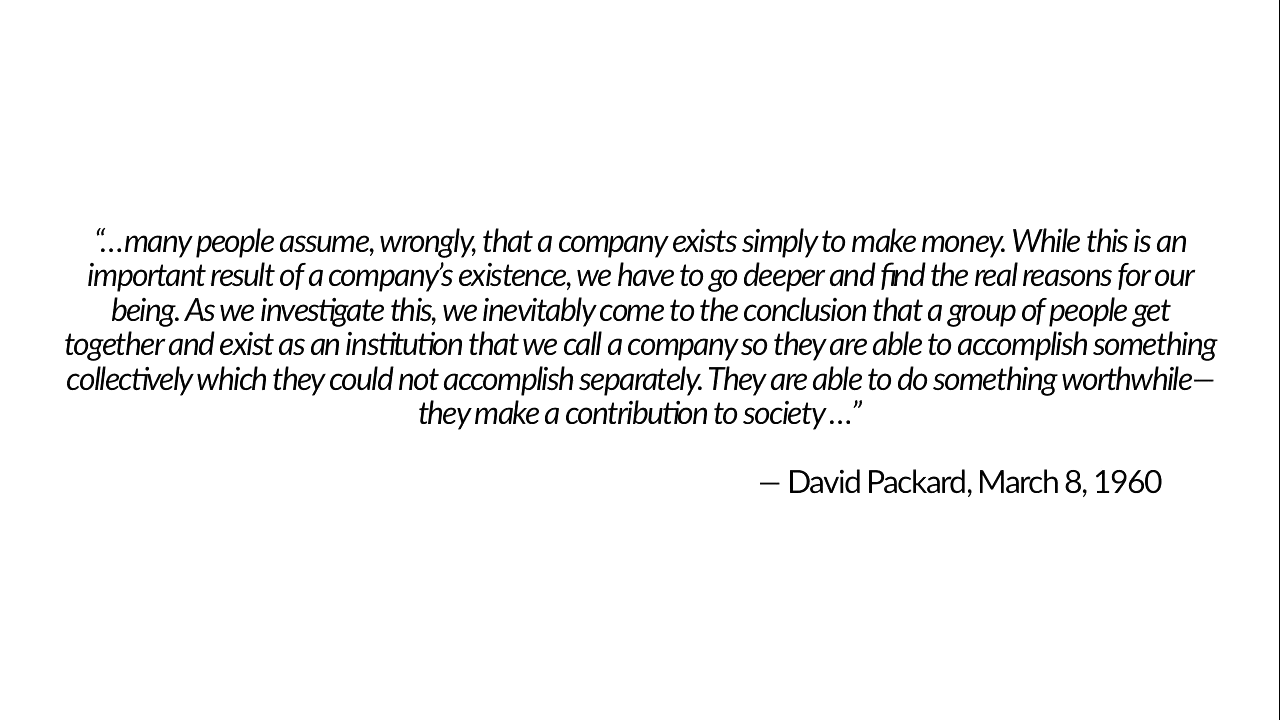 “…many people assume, wrongly, that a company exists simply to make money. While this is an
important result of a company’s existence, we have to go deeper and find the real reasons for our
being. As we investigate this, we inevitably come to the conclusion that a group of people get
together and exist as an institution that we call a company so they are able to accomplish something
collectively which they could not accomplish separately. They are able to do something worthwhile—
they make a contribution to society …”
— David Packard, March 8, 1960